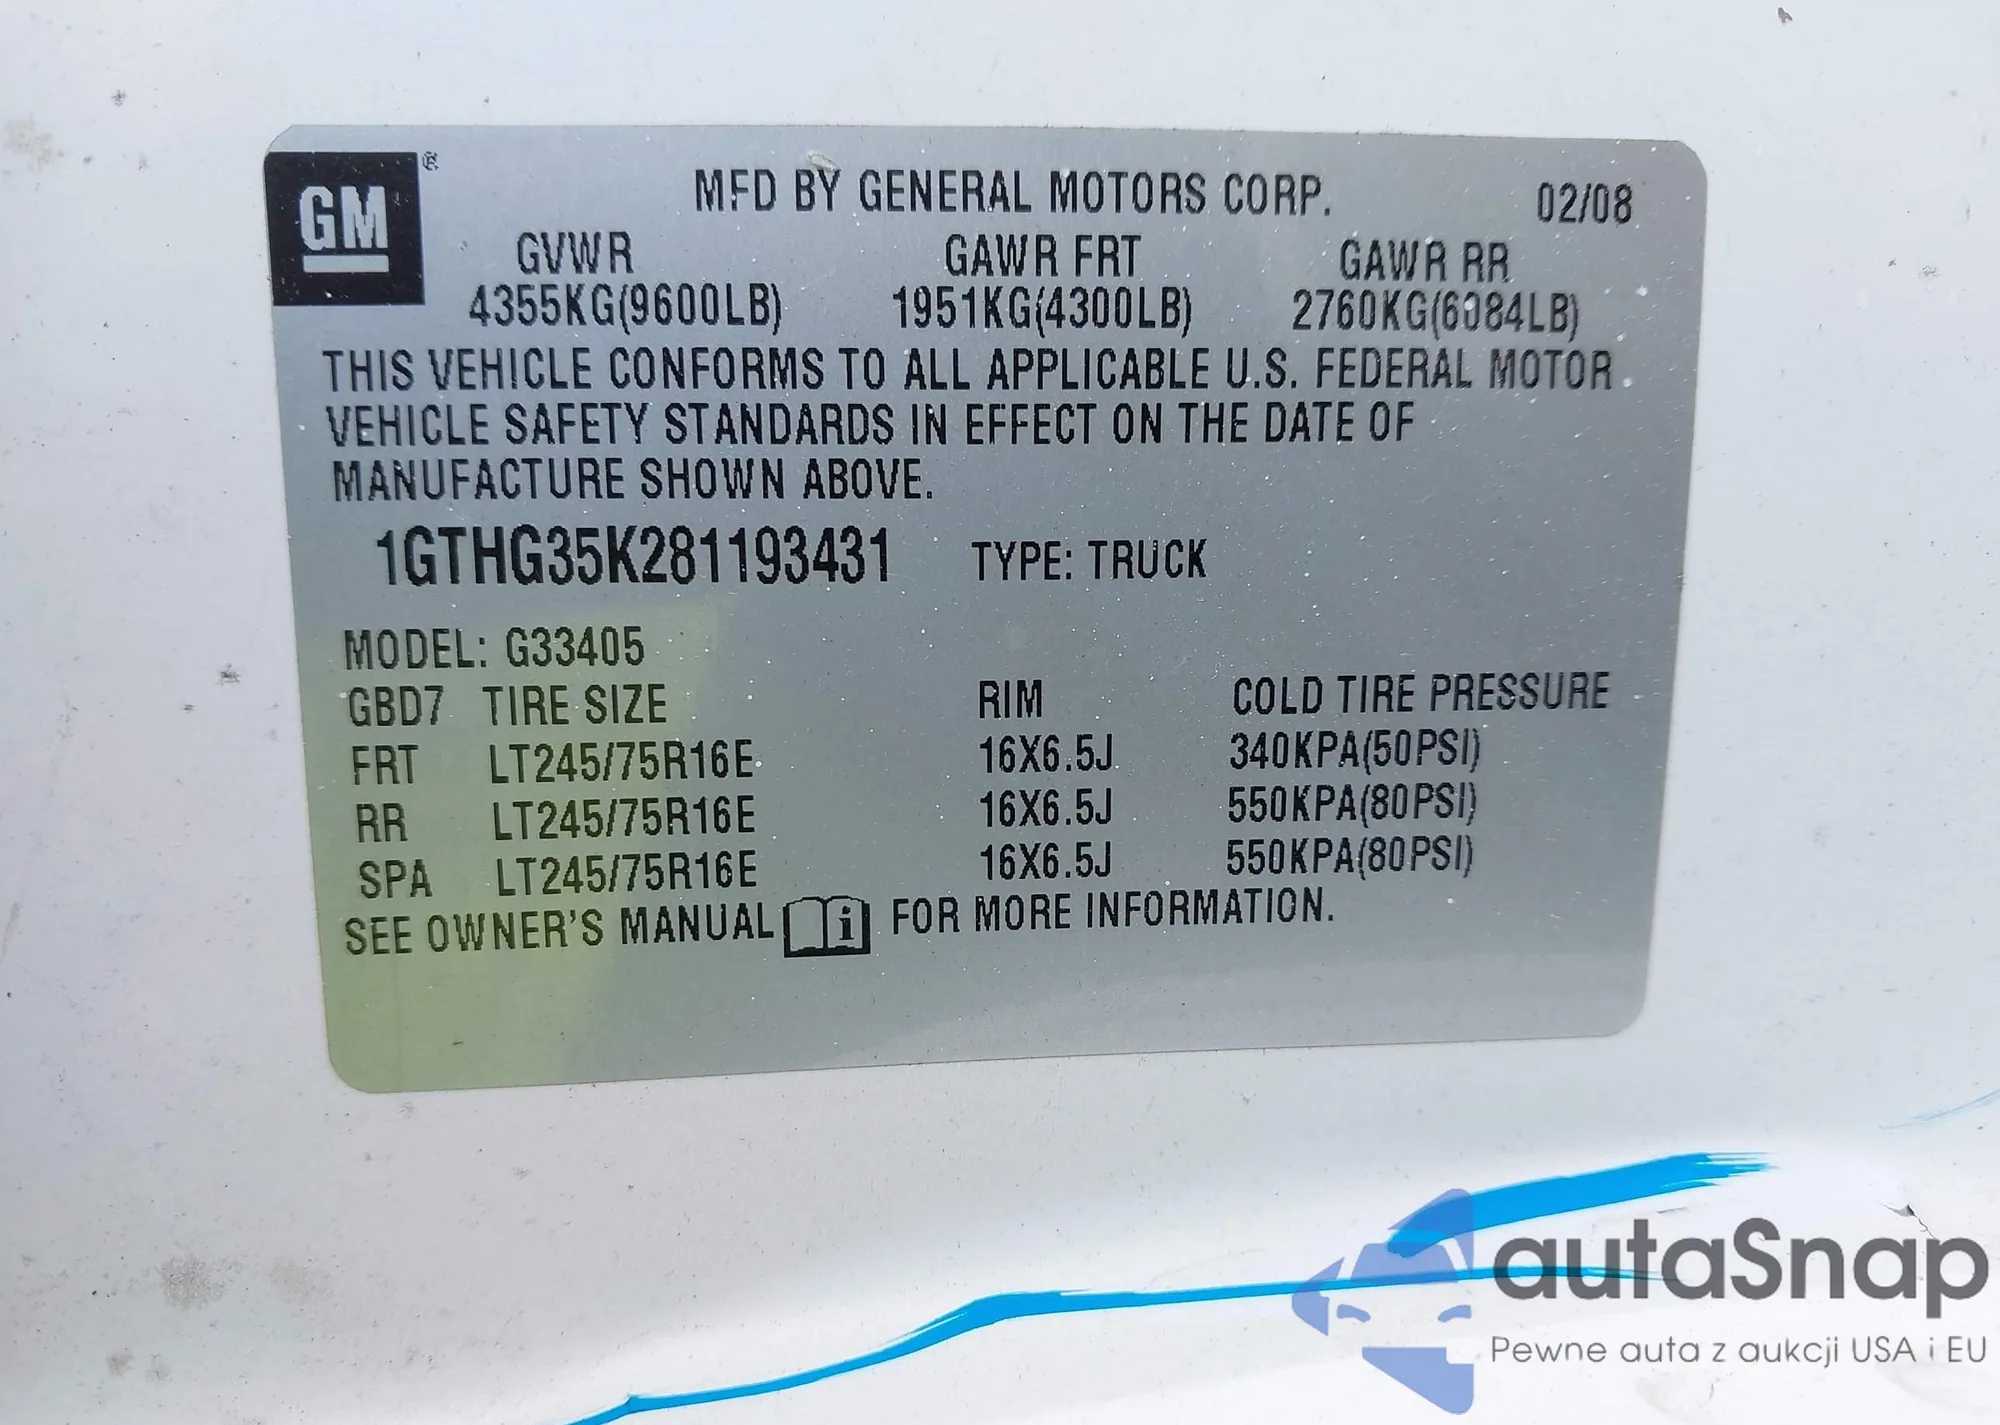 GM ®
MFD BY GENERAL MOTORS CORP. 02/08
GVWR GAWR FRT GAWR RR
4355KG(9600LB) 1951KG(4300LB) 2760KG(6084LB)
THIS VEHICLE CONFORMS TO ALL APPLICABLE U.S. FEDERAL MOTOR
VEHICLE SAFETY STANDARDS IN EFFECT ON THE DATE OF
MANUFACTURE SHOWN ABOVE.
1GTHG35K281193431 TYPE: TRUCK
MODEL: G33405
GBD7 TIRE SIZE RIM COLD TIRE PRESSURE
FRT LT245/75R16E 16X6.5J 340KPA(50PSI)
RR LT245/75R16E 16X6.5J 550KPA(80PSI)
SPA LT245/75R16E 16X6.5J 550KPA(80PSI)
SEE OWNER'S MANUAL i FOR MORE INFORMATION.
autaSnap
Pewne auta z aukcji USA i EU